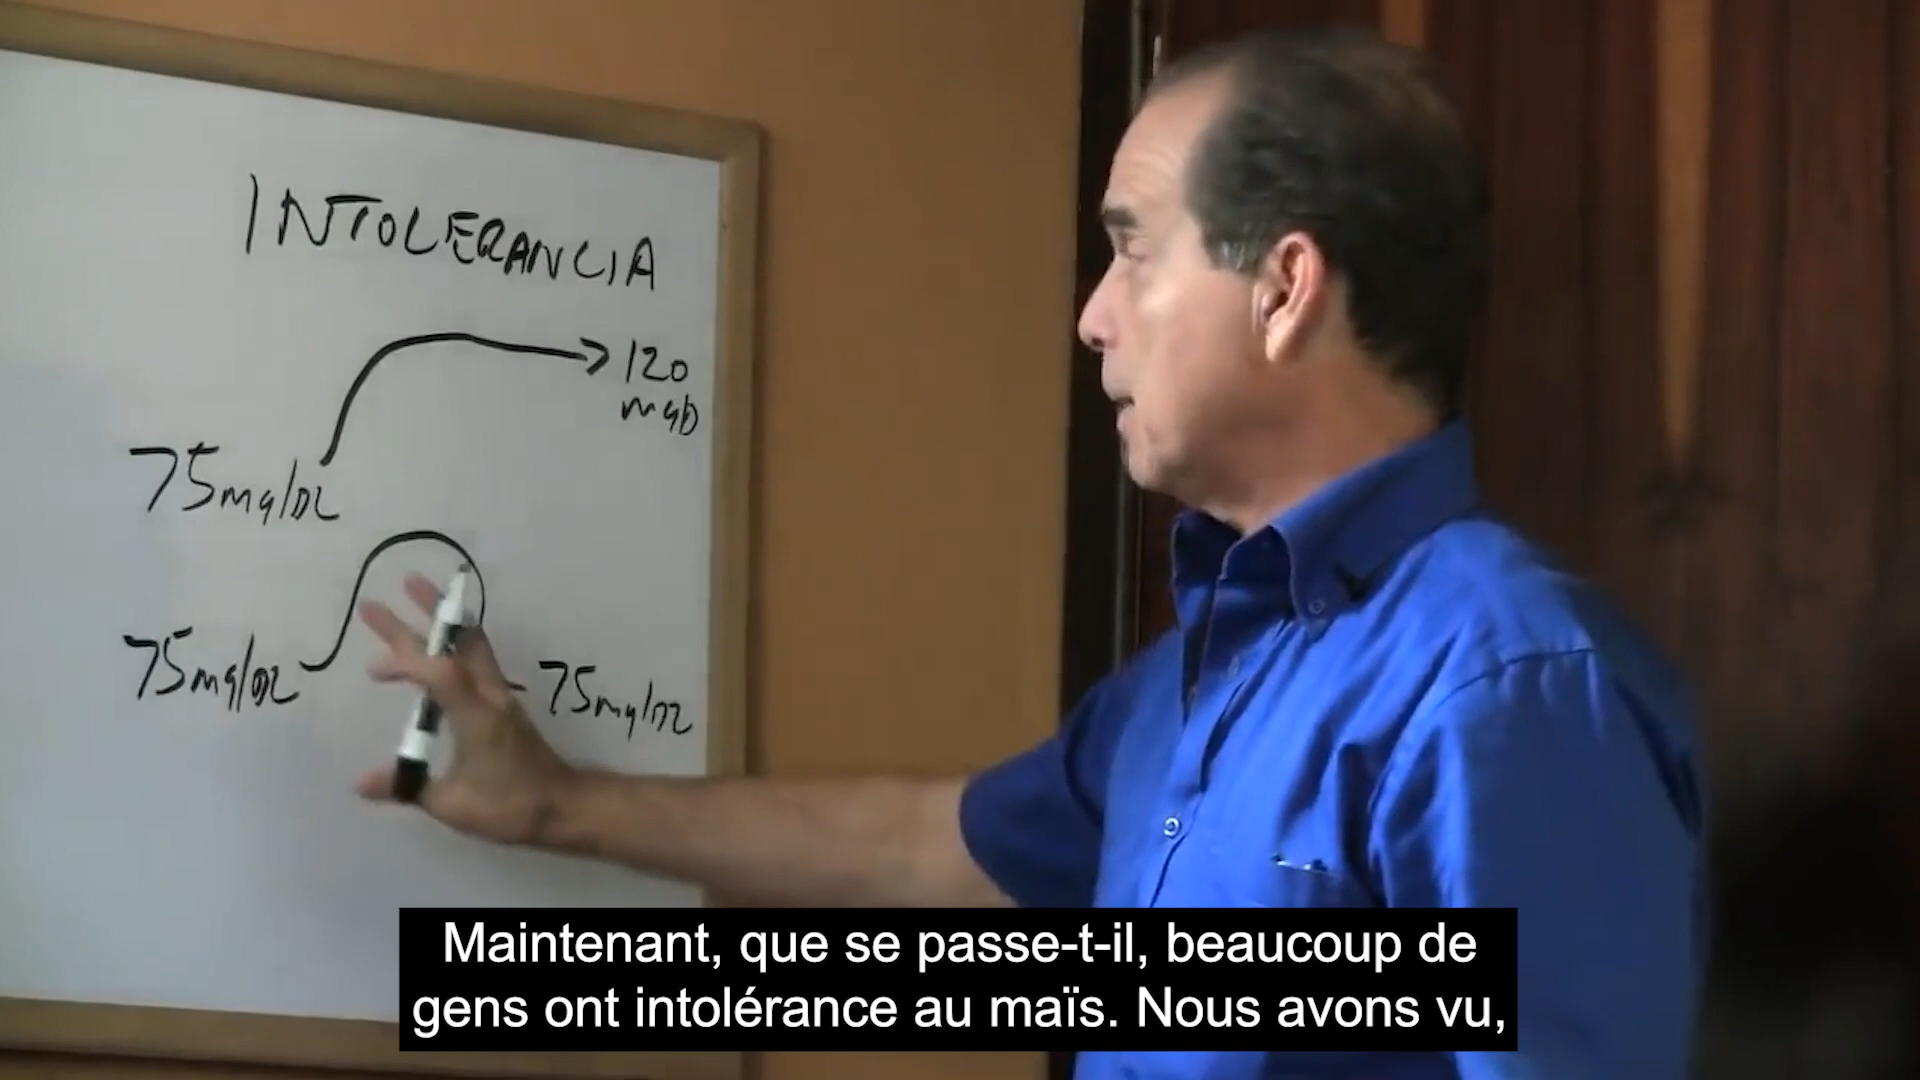 INTOLERANCIA
120
75mg/DL
75mg/DL
75mg/DL
Maintenant, que se passe-t-il, beaucoup de
gens ont intolérance au maïs. Nous avons vu,